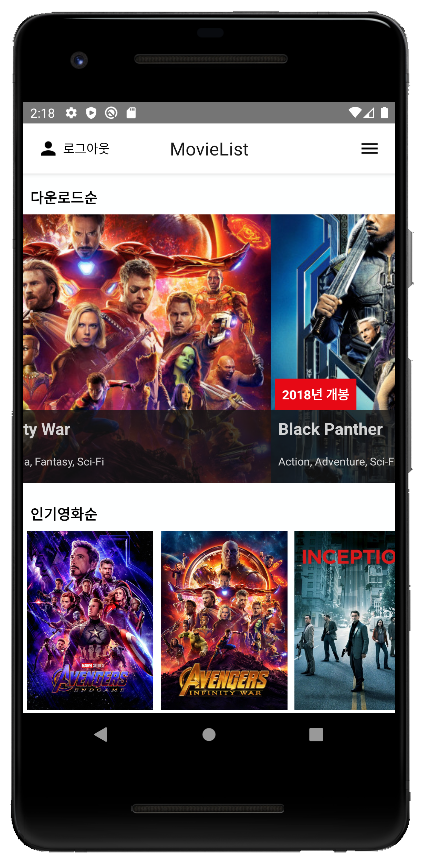 2:18
로그아웃
MovieList
다운로드순
2018년 개봉
ty War
Black Panther
a, Fantasy, Sci-Fi
Action, Adventure, Sci-F
인기영화순
INCEPTIO
AVENGERS
ENDGAME
AVENGERS
INFINITY WAR